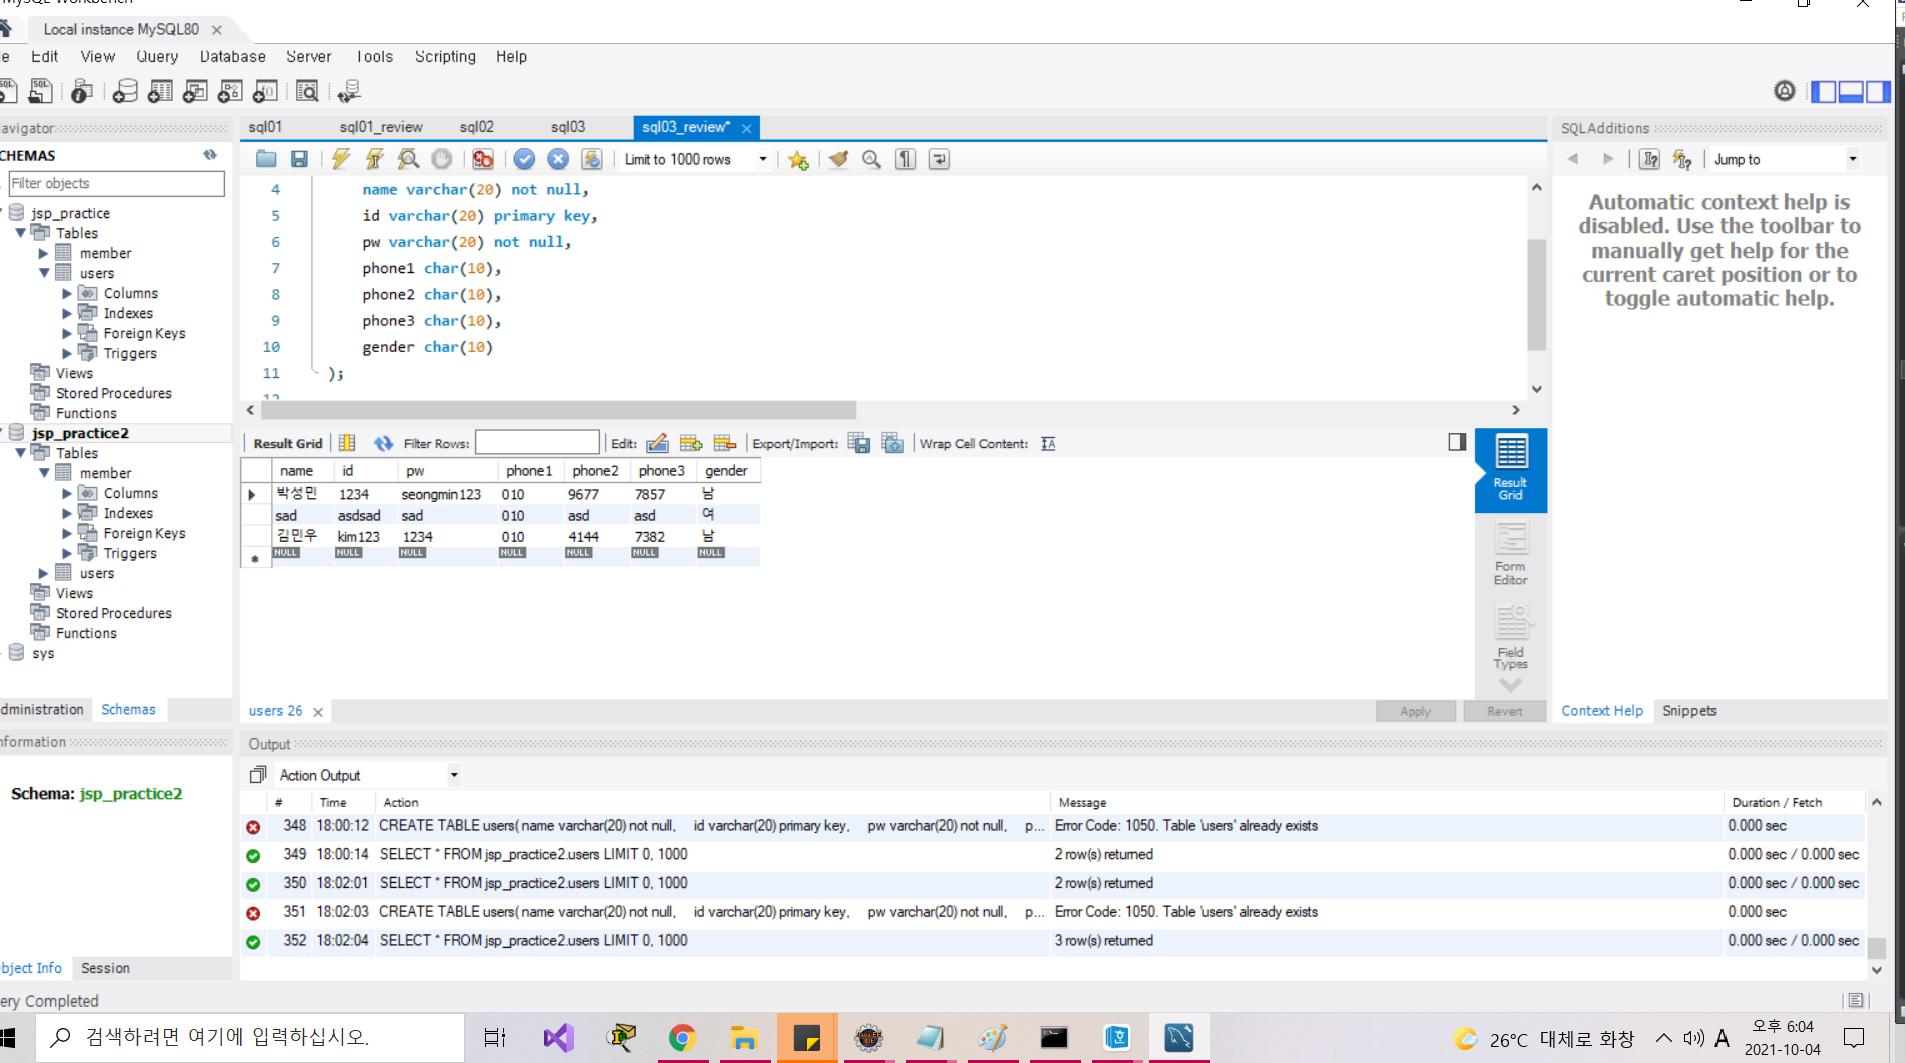 MySQL Workbench
Local instance MySQL80
Edit View Query Database Server Tools Scripting Help
Navigator
SCHEMAS
Filter objects
jsp_practice
Tables
member
users
Columns
Indexes
Foreign Keys
Triggers
Views
Stored Procedures
Functions
jsp_practice2
Tables
member
Columns
Indexes
Foreign Keys
Triggers
users
Views
Stored Procedures
Functions
sys
dministration Schemas
nformation
Schema: jsp_practice2
bject Info Session
ery Completed
sql01 sql01_review sql02 sql03 sql03_review*
Limit to 1000 rows
4 name varchar(20) not null,
5 id varchar(20) primary key,
6 pw varchar(20) not null,
7 phone1 char(10),
8 phone2 char(10),
9 phone3 char(10),
10 gender char(10)
11 );
12
Result Grid Filter Rows: Edit: Export/Import: Wrap Cell Content:
name id pw phone1 phone2 phone3 gender
박성민 1234 seongmin123 010 9677 7857 남
sad asdsad sad 010 asd asd 여
김민우 kim123 1234 010 4144 7382 남
NULL NULL NULL NULL NULL NULL NULL
Result Grid
Form Editor
Field Types
users 26 Apply Revert
SQLAdditions
Jump to
Automatic context help is
disabled. Use the toolbar to
manually get help for the
current caret position or to
toggle automatic help.
Context Help Snippets
Output
Action Output
# Time Action Message Duration / Fetch
348 18:00:12 CREATE TABLE users( name varchar(20) not null, id varchar(20) primary key, pw varchar(20) not null, p... Error Code: 1050. Table 'users' already exists 0.000 sec
349 18:00:14 SELECT * FROM jsp_practice2.users LIMIT 0, 1000 2 row(s) returned 0.000 sec / 0.000 sec
350 18:02:01 SELECT * FROM jsp_practice2.users LIMIT 0, 1000 2 row(s) returned 0.000 sec / 0.000 sec
351 18:02:03 CREATE TABLE users( name varchar(20) not null, id varchar(20) primary key, pw varchar(20) not null, p... Error Code: 1050. Table 'users' already exists 0.000 sec
352 18:02:04 SELECT * FROM jsp_practice2.users LIMIT 0, 1000 3 row(s) returned 0.000 sec / 0.000 sec
검색하려면 여기에 입력하십시오.
26°C 대체로 화창 A 오후 6:04
2021-10-04